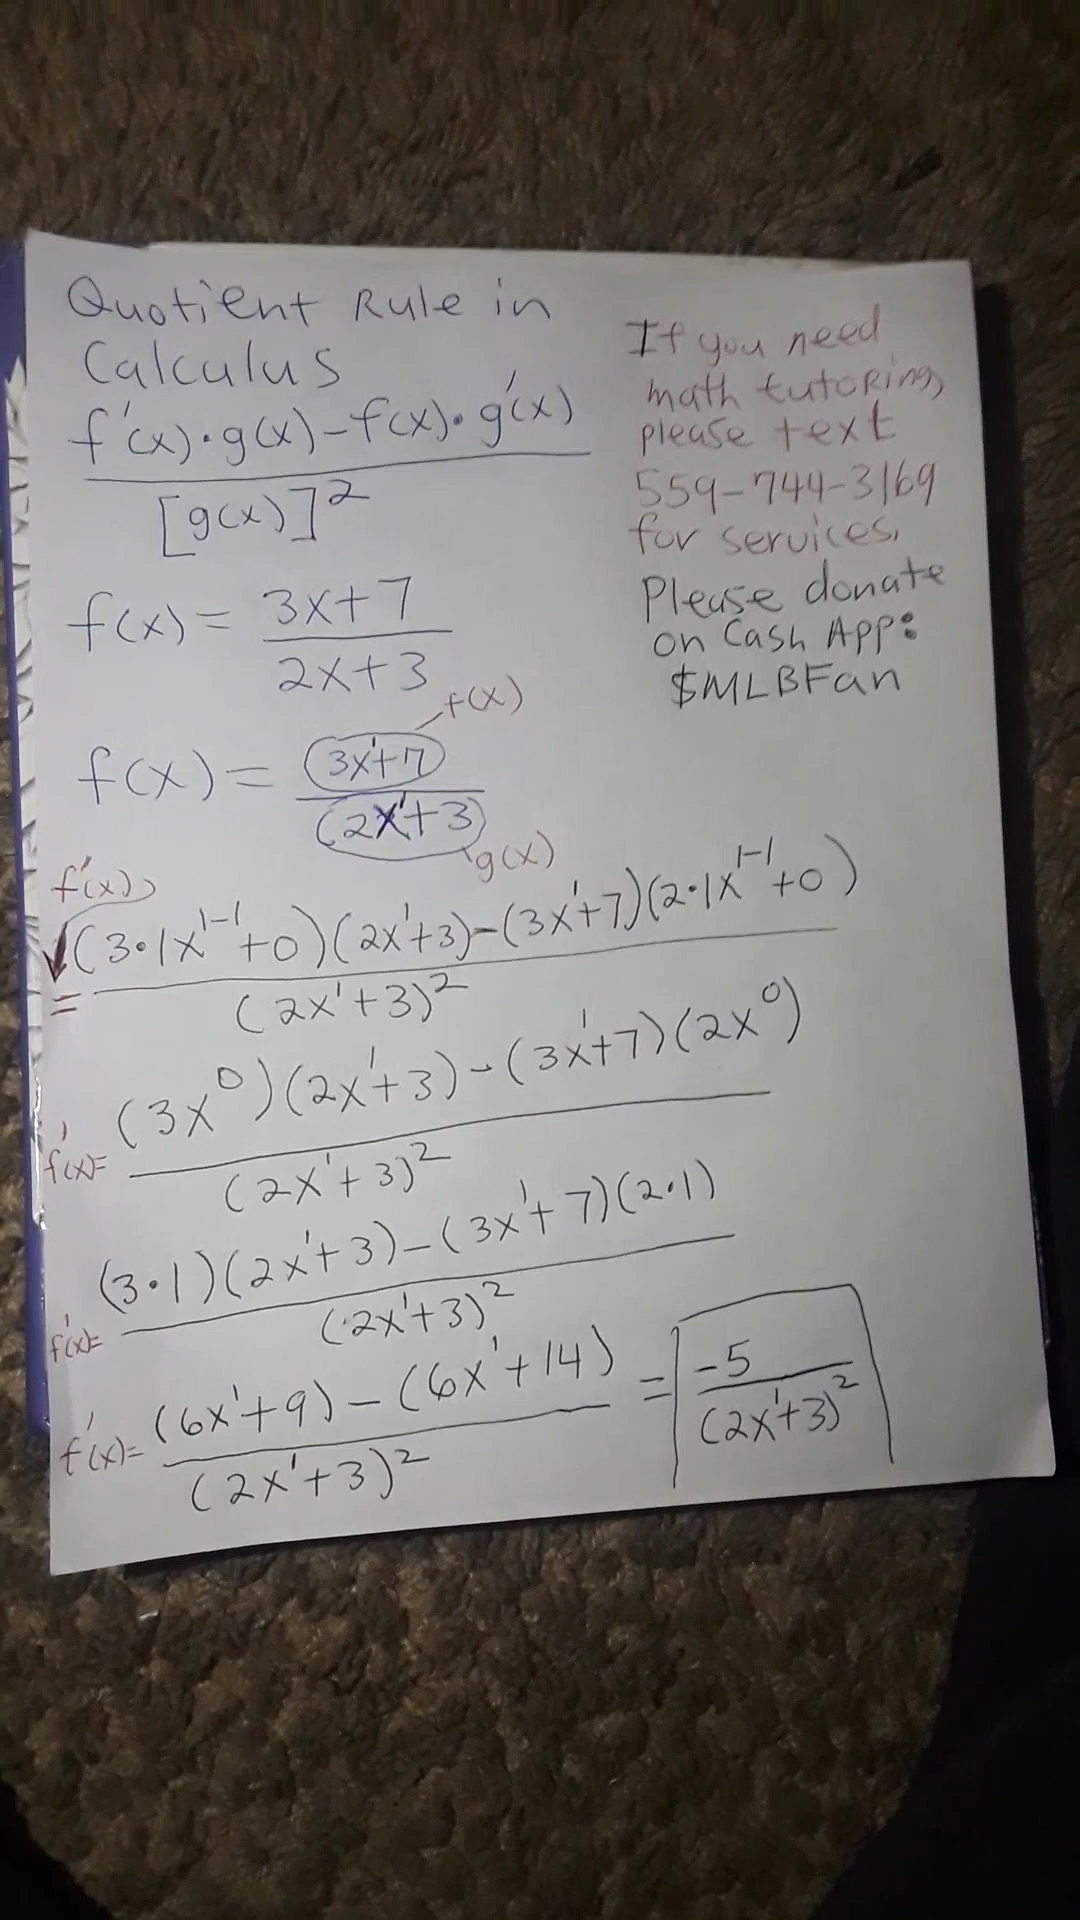 Quotient Rule in
Calculus
f'(x)·g(x)-f(x)·g'(x)
[g(x)]²
f(x)= 3x+7
2x+3
f(x)
f(x)= (3x¹+7)
(2x¹+3)
g(x)
f'(x)
= (3·1x¹⁻¹+0)(2x¹+3)-(3x¹+7)(2·1x¹⁻¹+0)
(2x¹+3)²
f'(x)= (3x⁰)(2x¹+3)-(3x¹+7)(2x⁰)
(2x¹+3)²
f'(x)= (3·1)(2x¹+3)-(3x¹+7)(2·1)
(2x¹+3)²
f'(x)= (6x¹+9)-(6x¹+14) = -5
(2x¹+3)² (2x¹+3)²
If you need
math tutoring,
please text
559-744-3169
for services.
Please donate
on Cash App:
$MLBFan